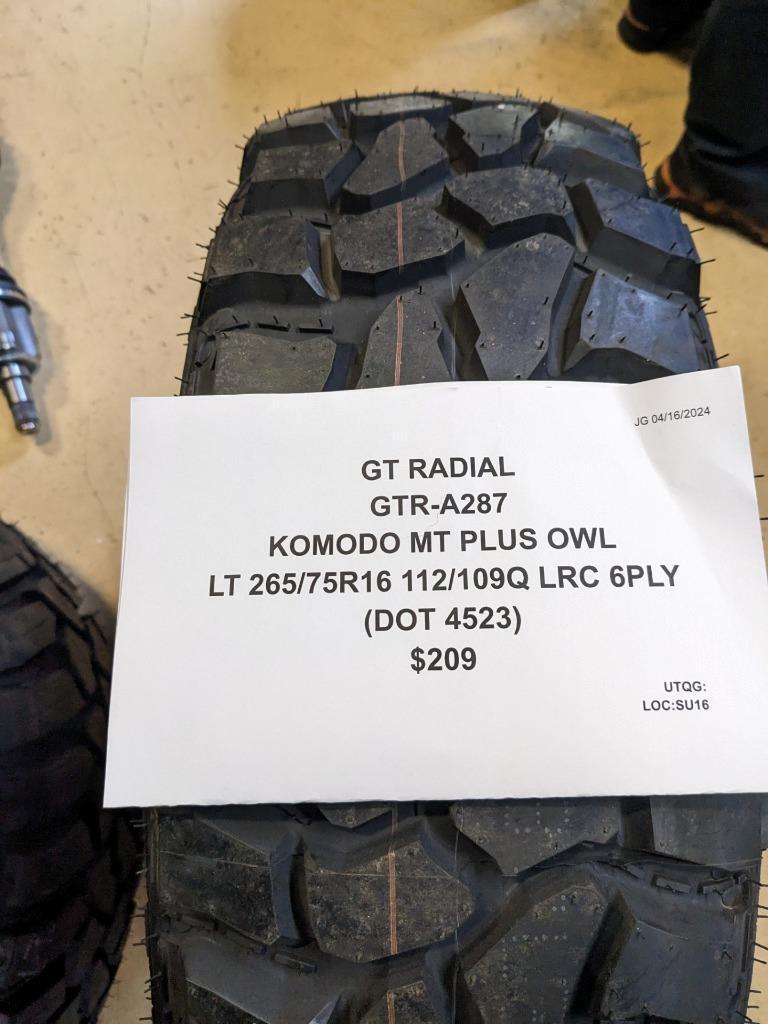 JG 04/16/2024
GT RADIAL
GTR-A287
KOMODO MT PLUS OWL
LT 265/75R16 112/109Q LRC 6PLY
(DOT 4523)
$209
UTQG:
LOC:SU16